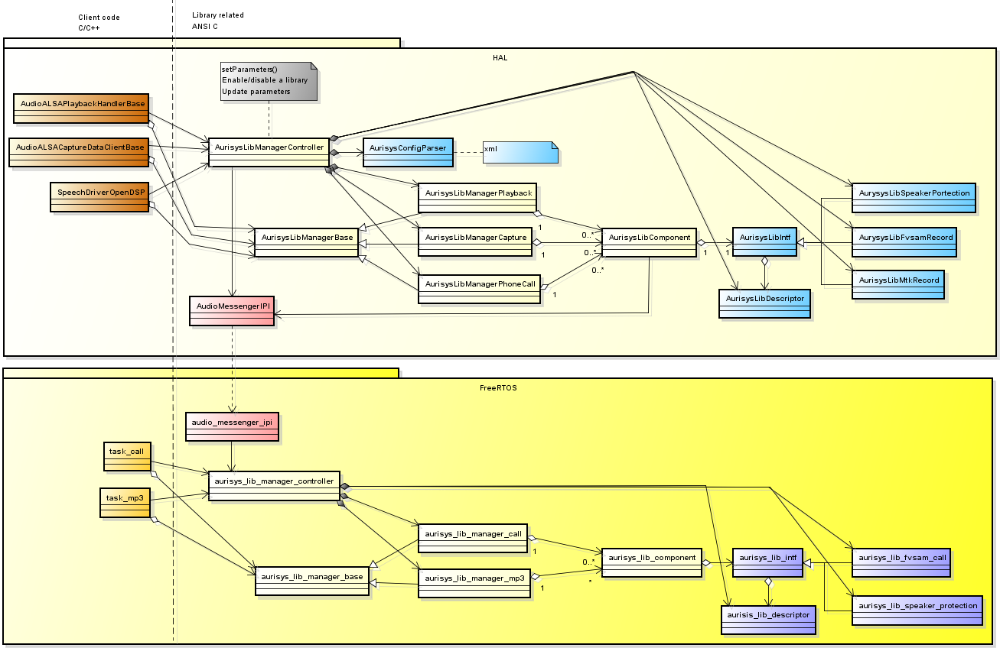 Client code
C/C++
Library related
ANSI C
HAL
setParameters()
Enable/disable a library
Update parameters
AudioALSAPlaybackHandlerBase
AudioALSACaptureDataClientBase
SpeechDriverOpenDSP
AurisysLibManagerController
AurisysConfigParser
xml
AurisysLibManagerPlayback
1
0..*
AurisysLibManagerBase
AurisysLibManagerCapture
1
0..*
AurisysLibManagerPhoneCall
1
0..*
AurisysLibComponent
1
1
AurisysLibIntf
AurysysLibSpeakerPortection
AurysysLibFvsamRecord
AurisysLibMtkRecord
AurisysLibDescriptor
AudioMessengerIPI
FreeRTOS
audio_messenger_ipi
task_call
task_mp3
aurisys_lib_manager_controller
aurisys_lib_manager_call
1
0..*
aurisys_lib_manager_base
aurisys_lib_manager_mp3
1
*
aurisys_lib_component
aurisys_lib_intf
aurisys_lib_fvsam_call
aurisys_lib_speaker_protection
aurisis_lib_descriptor